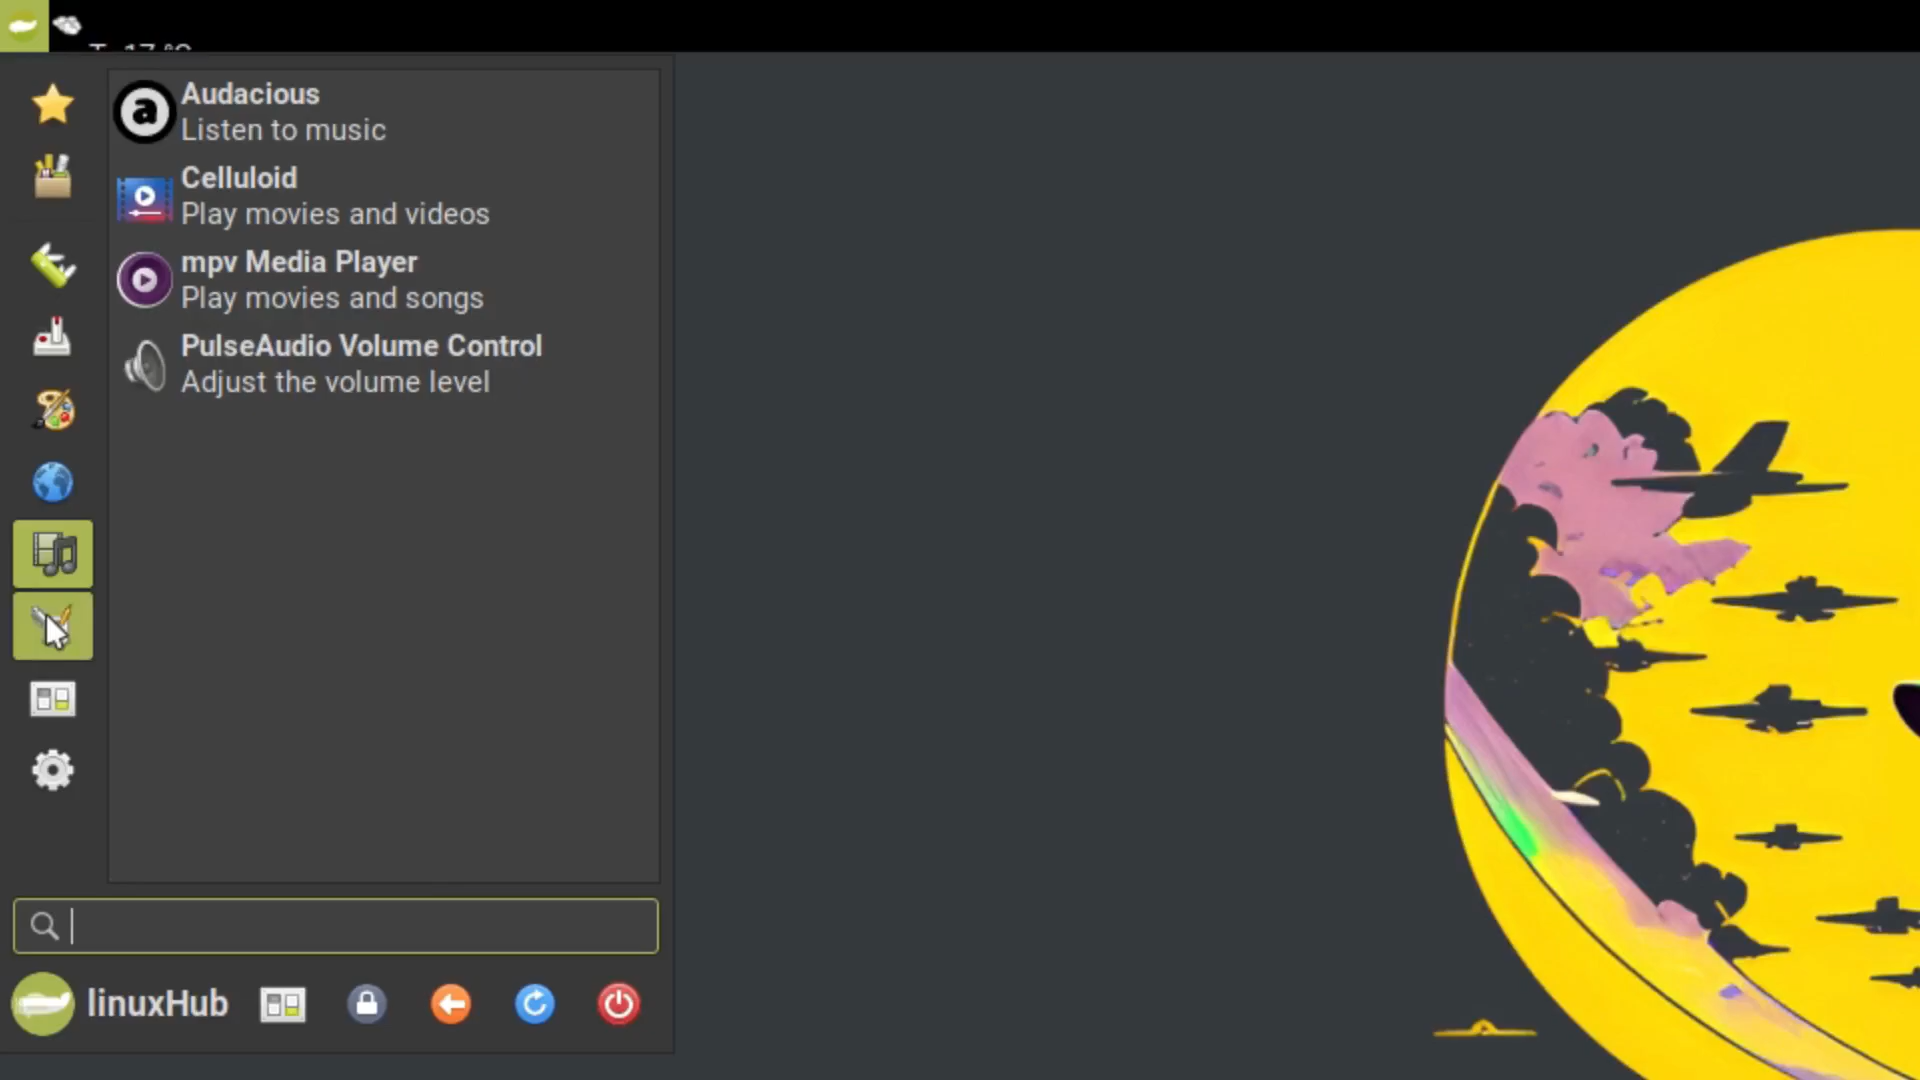 Audacious
Listen to music
Celluloid
Play movies and videos
mpv Media Player
Play movies and songs
PulseAudio Volume Control
Adjust the volume level
linuxHub